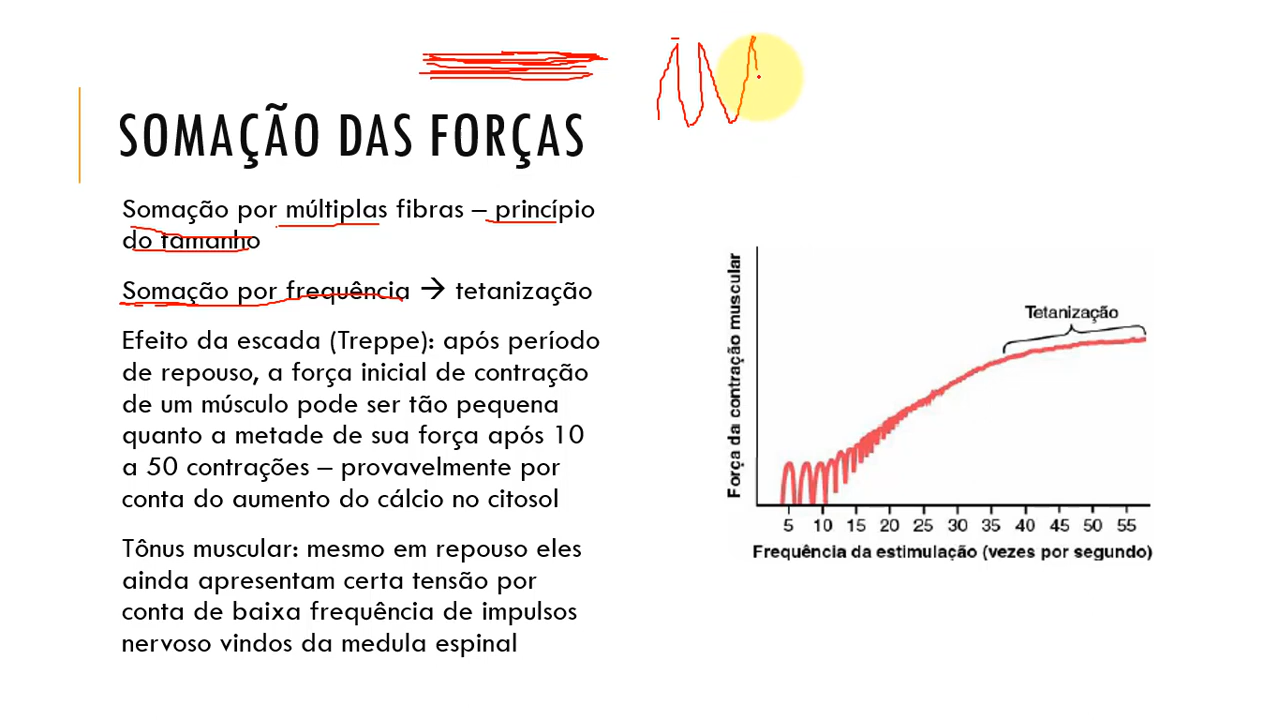 SOMAÇÃO DAS FORÇAS
Somação por múltiplas fibras – princípio
do tamanho
Somação por frequência → tetanização
Efeito da escada (Treppe): após período
de repouso, a força inicial de contração
de um músculo pode ser tão pequena
quanto a metade de sua força após 10
a 50 contrações – provavelmente por
conta do aumento do cálcio no citosol
Tônus muscular: mesmo em repouso eles
ainda apresentam certa tensão por
conta de baixa frequência de impulsos
nervoso vindos da medula espinal
Força da contração muscular
Tetanização
5 10 15 20 25 30 35 40 45 50 55
Frequência da estimulação (vezes por segundo)